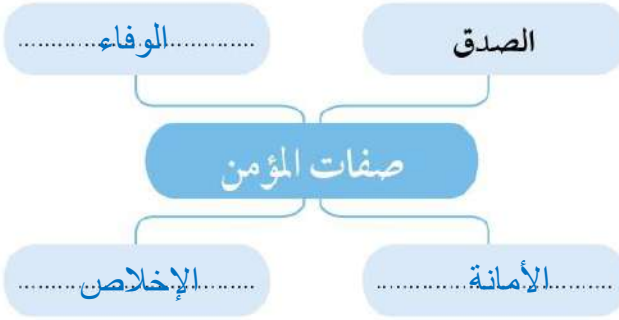 الصدق
الوفاء
صفات المؤمن
الأمانة
الإخلاص